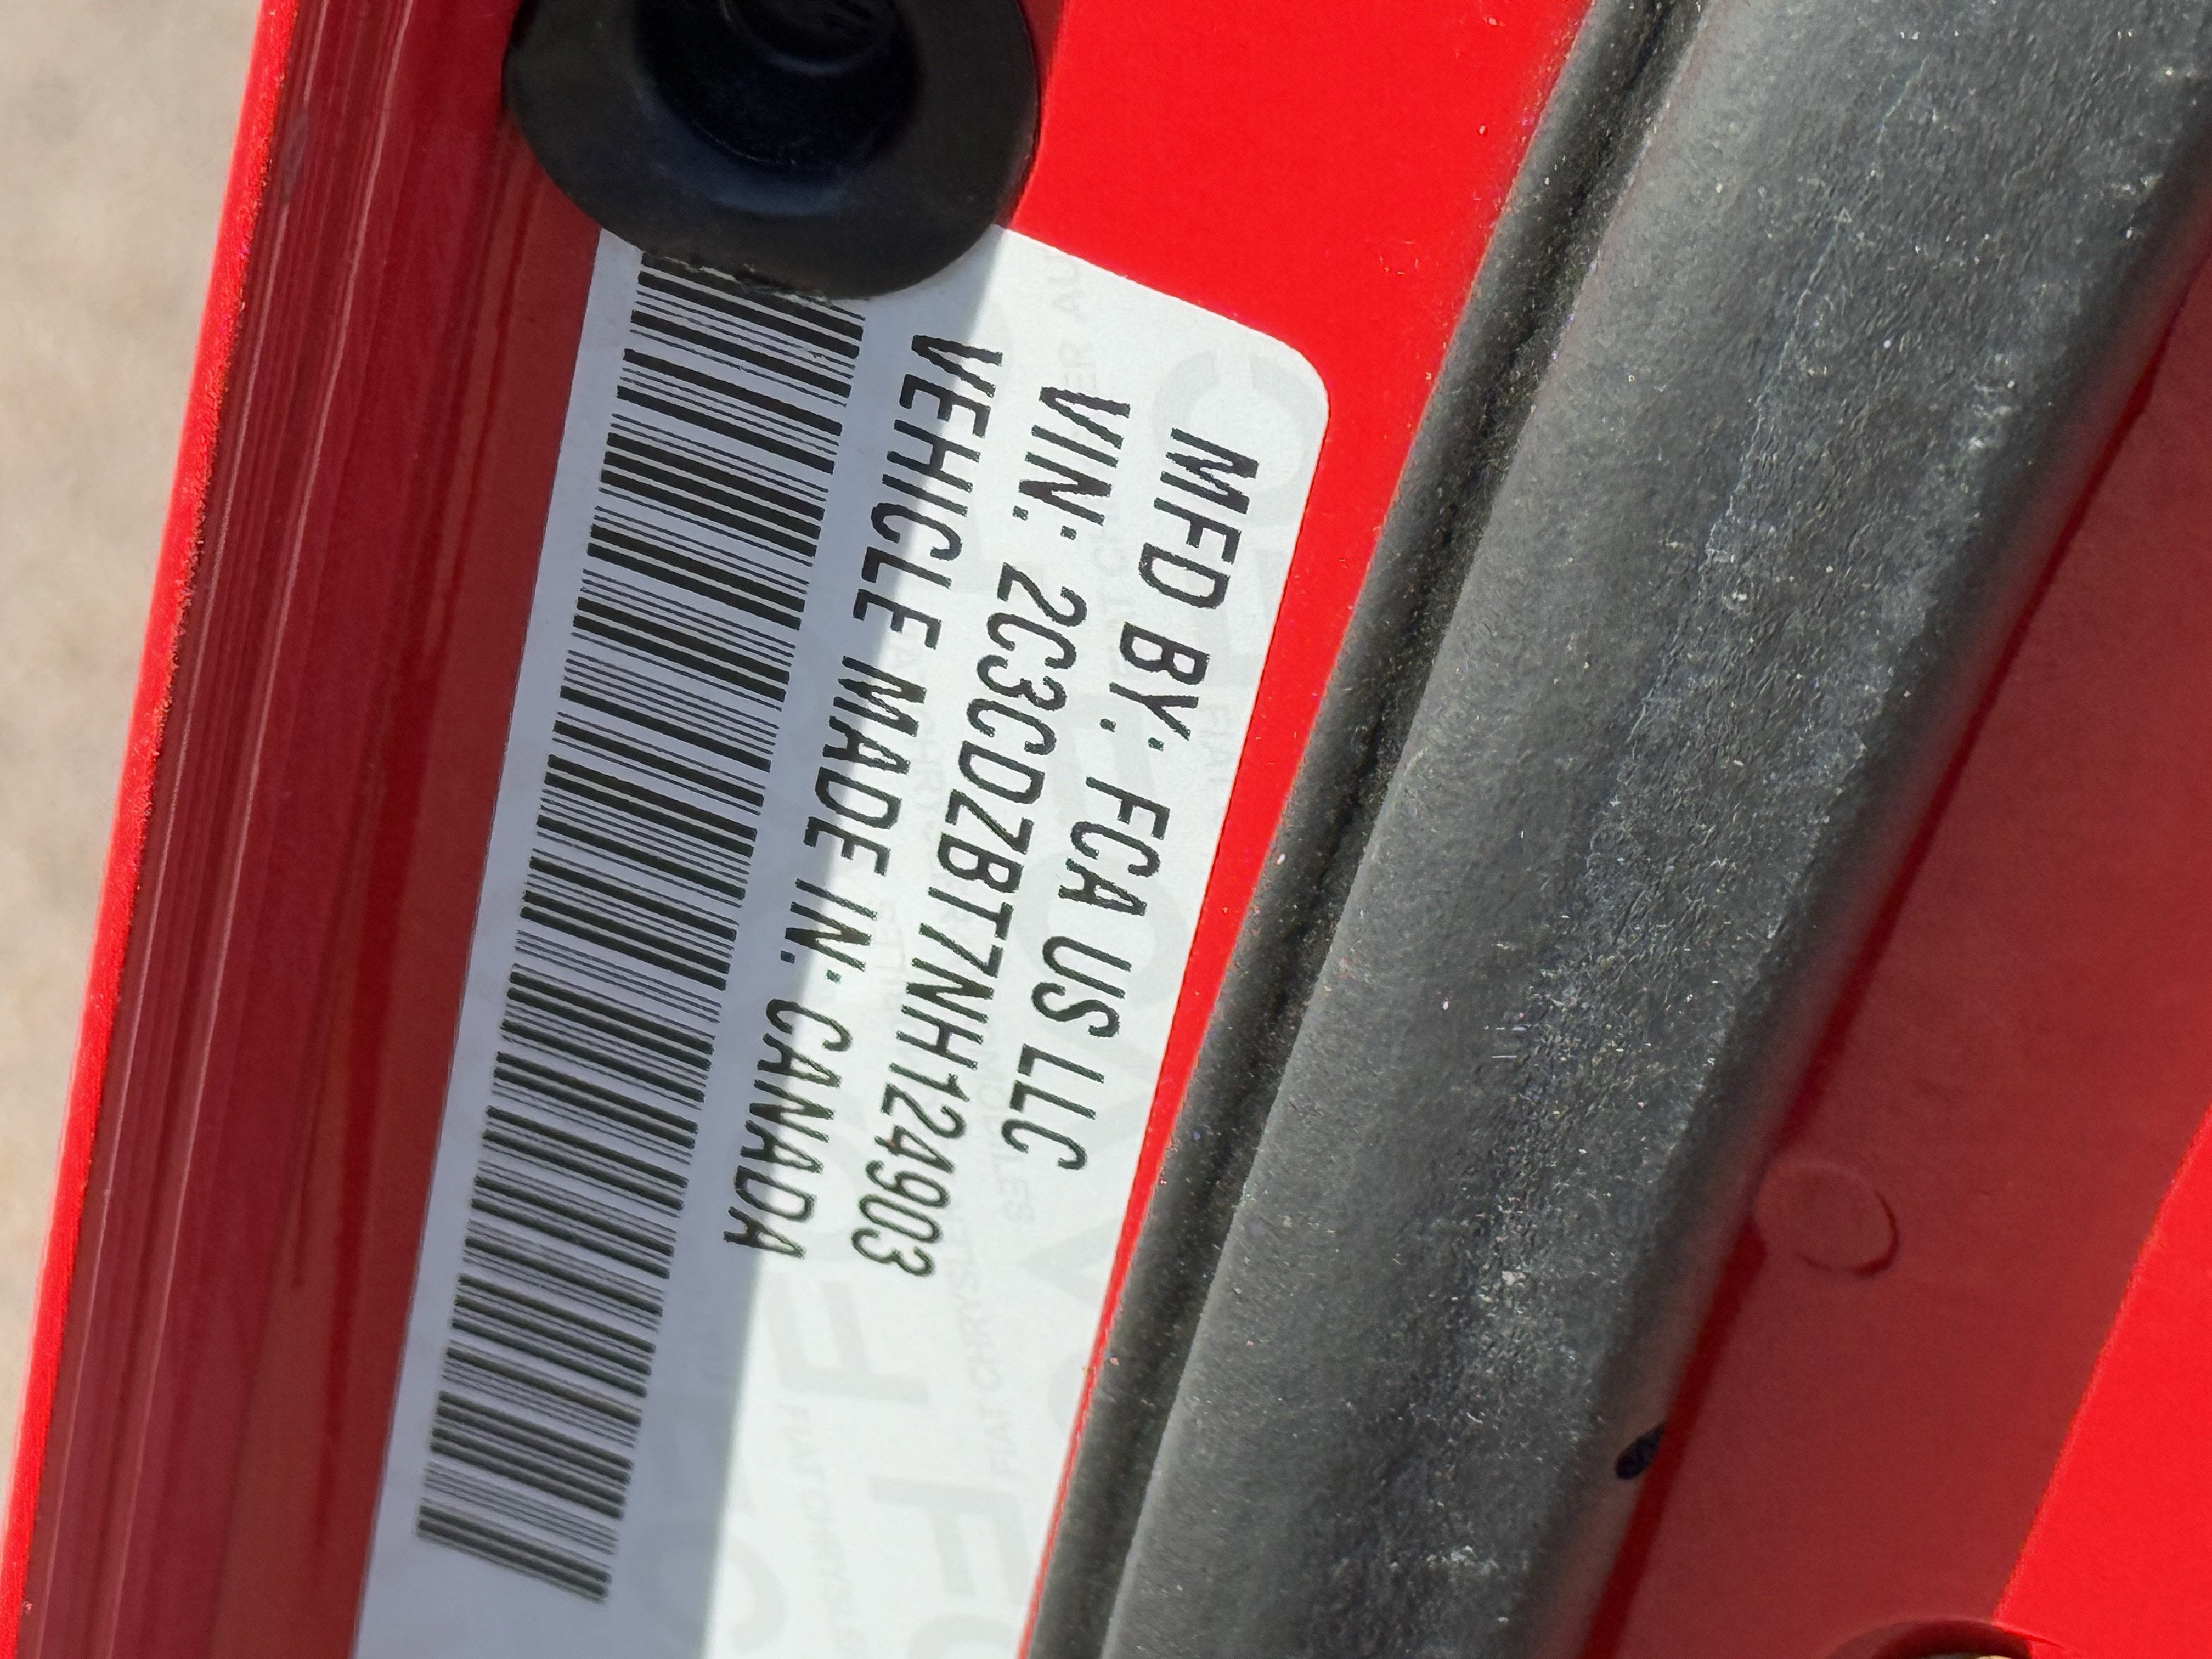 MFD BY: FCA US LLC
VIN: 2C3CDZBT7NH124903
VEHICLE MADE IN: CANADA